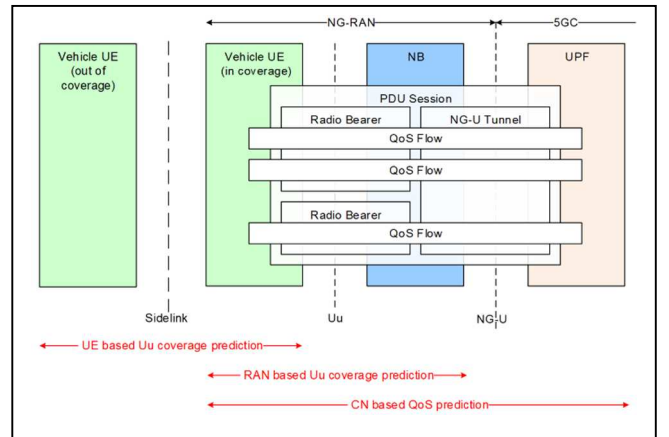 NG-RAN
5GC
Vehicle UE
(out of
coverage)
Vehicle UE
(in coverage)
NB
UPF
PDU Session
Radio Bearer
NG-U Tunnel
QoS Flow
QoS Flow
Radio Bearer
QoS Flow
Sidelink
Uu
NG-U
UE based Uu coverage prediction
RAN based Uu coverage prediction
CN based QoS prediction